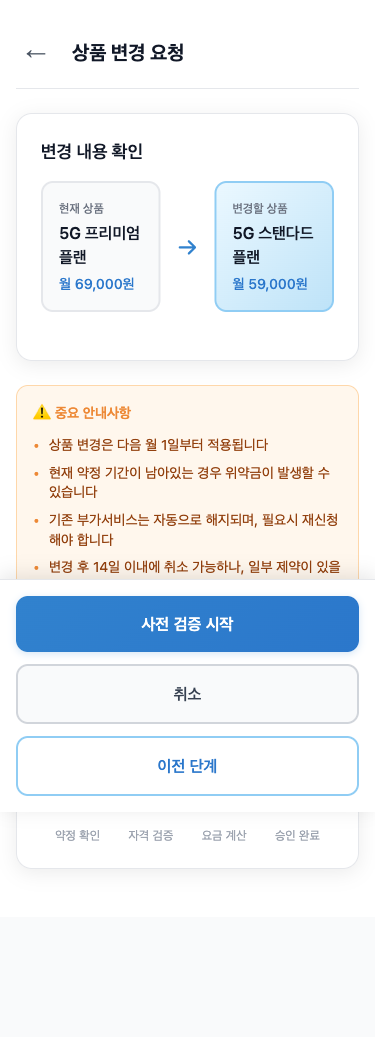 ← 상품 변경 요청
변경 내용 확인
현재 상품
5G 프리미엄
플랜
월 69,000원
→
변경할 상품
5G 스탠다드
플랜
월 59,000원
⚠️ 중요 안내사항
• 상품 변경은 다음 월 1일부터 적용됩니다
• 현재 약정 기간이 남아있는 경우 위약금이 발생할 수
있습니다
• 기존 부가서비스는 자동으로 해지되며, 필요시 재신청
해야 합니다
• 변경 후 14일 이내에 취소 가능하나, 일부 제약이 있을
사전 검증 시작
취소
이전 단계
약정 확인 자격 검증 요금 계산 승인 완료